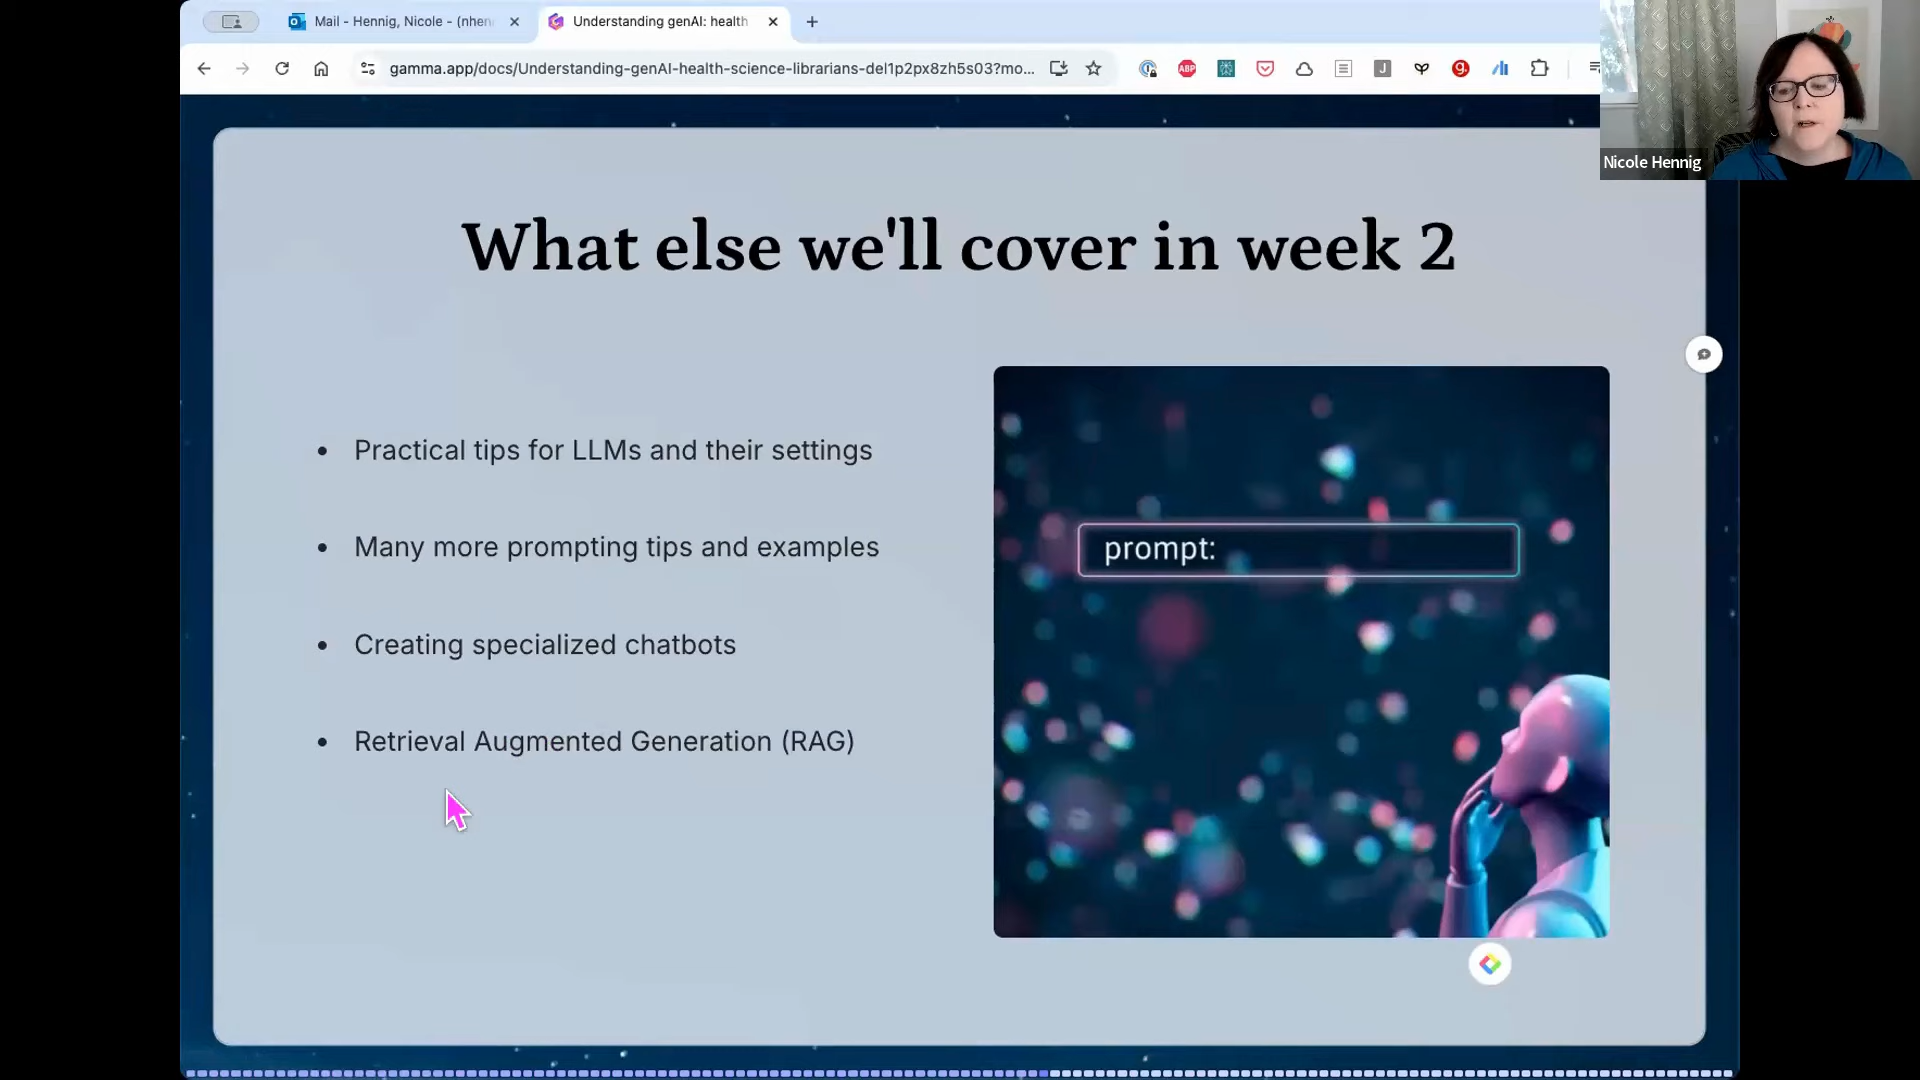 Mail - Hennig, Nicole - (nhen
Understanding genAI: health
gamma.app/docs/Understanding-genAI-health-science-librarians-del1p2px8zh5s03?mo...
ABP
J
g.
Nicole Hennig
What else we'll cover in week 2
• Practical tips for LLMs and their settings
• Many more prompting tips and examples
• Creating specialized chatbots
• Retrieval Augmented Generation (RAG)
prompt: